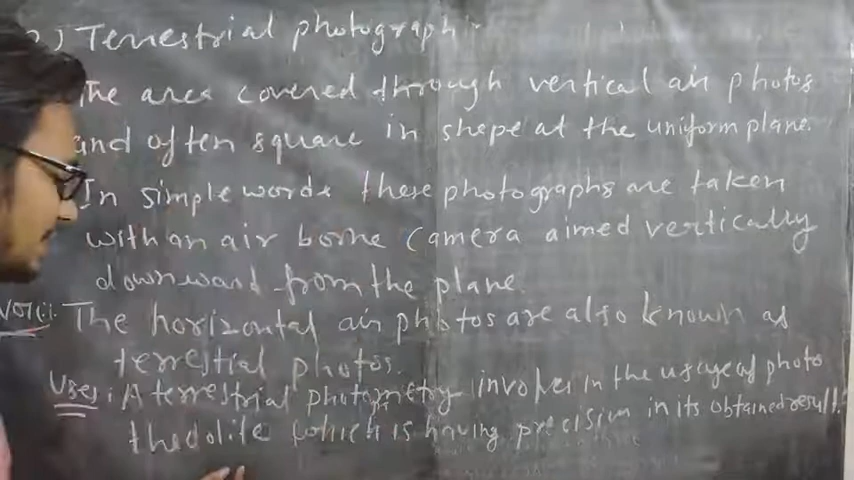 ) Terrestrial photograph :-
The area covered through vertical air photos
and often square in shape at the uniform plane.
In simple words these photographs are taken
with an air borne camera aimed vertically
downward from the plane.
NOTE: The horizontal air photos are also known as
terrestial photos.
Uses: A terrestrial photometry involves in the usage of photo
thedolite which is having precision in its obtained result.